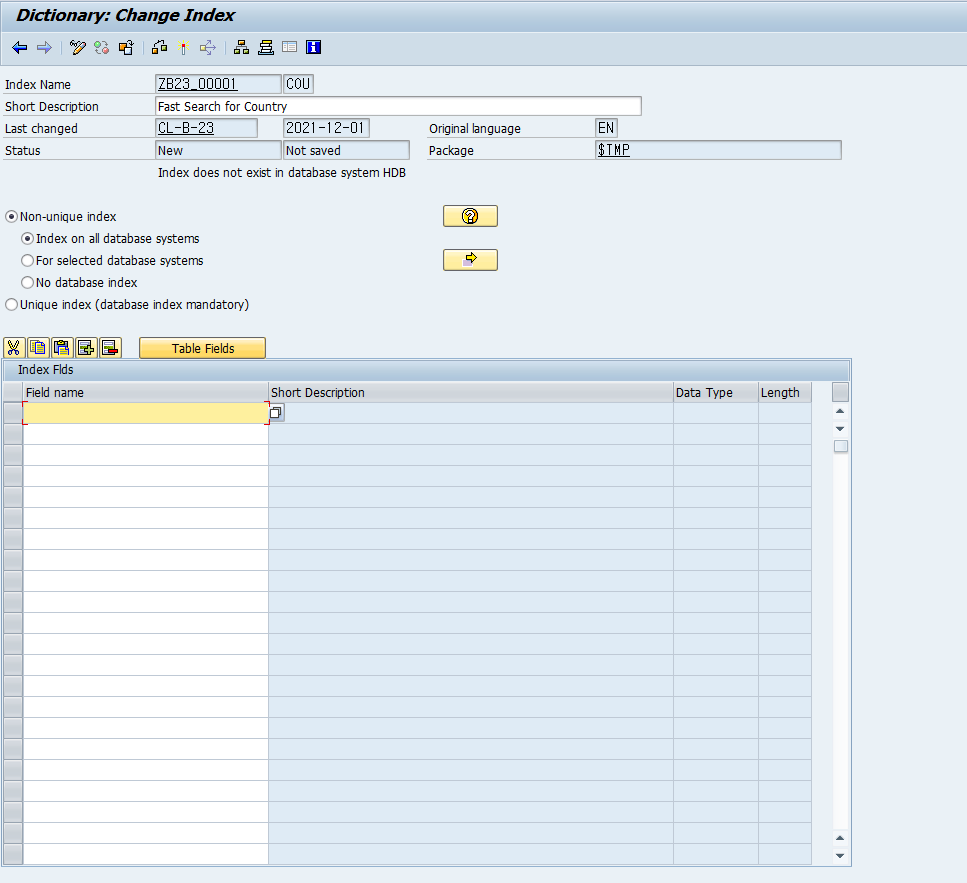 Dictionary: Change Index
Index Name ZB23_00001 COU
Short Description Fast Search for Country
Last changed CL-B-23 2021-12-01 Original language EN
Status New Not saved Package $TMP
Index does not exist in database system HDB
Non-unique index
Index on all database systems
For selected database systems
No database index
Unique index (database index mandatory)
Table Fields
Index Flds
Field name Short Description Data Type Length